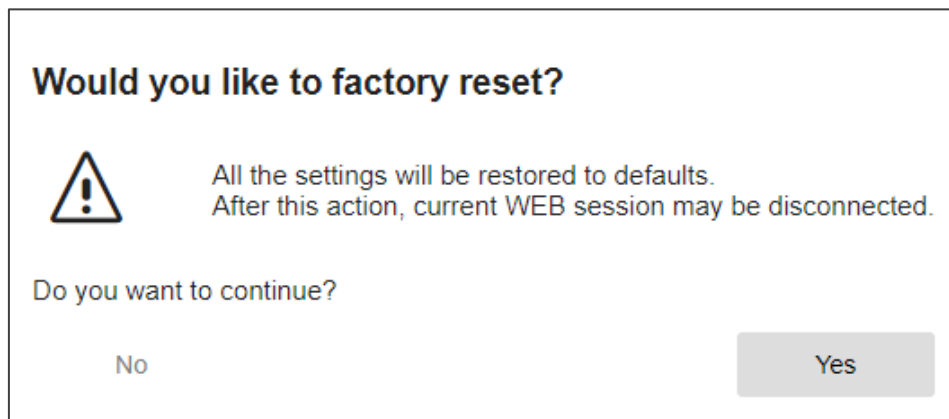 Would you like to factory reset?
All the settings will be restored to defaults.
After this action, current WEB session may be disconnected.
Do you want to continue?
No
Yes